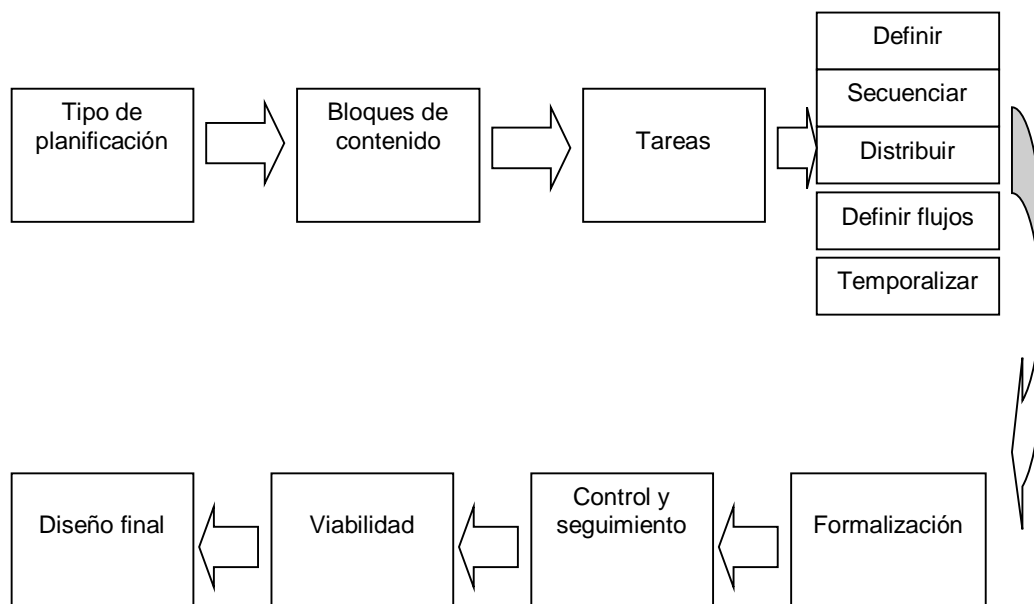 Tipo de
planificación
Bloques de
contenido
Tareas
Definir
Secuenciar
Distribuir
Definir flujos
Temporalizar
Formalización
Control y
seguimiento
Viabilidad
Diseño final